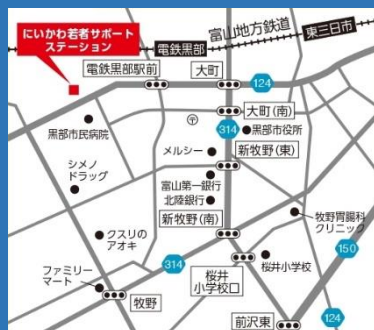 富山地方鉄道
東三日市
にいかわ若者サポート
ステーション
電鉄黒部
電鉄黒部駅前
大町
124
大町(南)
〒
黒部市民病院
314
黒部市役所
メルシー
新牧野(東)
シメノ
ドラッグ
富山第一銀行
北陸銀行
牧野胃腸科
クリニック
新牧野(南)
クスリの
アオキ
150
314
桜井
小学校口
桜井小学校
ファミリー
マート
牧野
前沢東
124